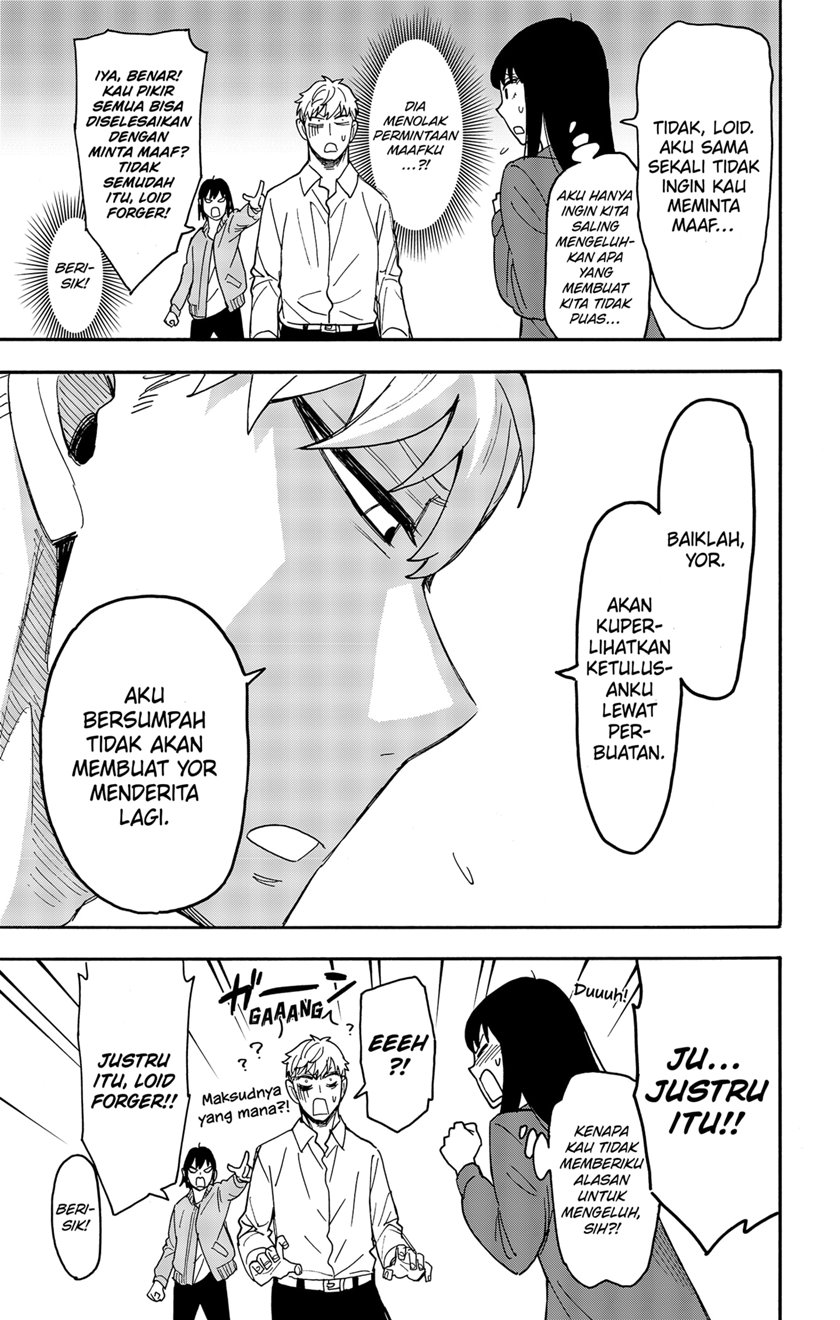 TIDAK, LOID.
AKU SAMA
SEKALI TIDAK
INGIN KAU
MEMINTA
MAAF...
AKU HANYA
INGIN KITA
SALING
MENGELUH-
KAN APA
YANG
MEMBUAT
KITA TIDAK
PUAS...
DIA
MENOLAK
PERMINTAAN
MAAFKU
...?!
IYA, BENAR!
KAU PIKIR
SEMUA BISA
DISELESAIKAN
DENGAN
MINTA MAAF?
TIDAK
SEMUDAH
ITU, LOID
FORGER!
BERI-
SIK!
BAIKLAH,
YOR.
AKAN
KUPER-
LIHATKAN
KETULUS-
ANKU
LEWAT
PER-
BUATAN.
AKU
BERSUMPAH
TIDAK AKAN
MEMBUAT YOR
MENDERITA
LAGI.
JU...
JUSTRU
ITU!!
Duuuh!
KENAPA
KAU TIDAK
MEMBERIKU
ALASAN
UNTUK
MENGELUH,
SIH?!
EEEH
?!
ガーン
GAAANG
?
?
?
?
Maksudnya
yang mana?!
JUSTRU
ITU, LOID
FORGER!!
BERI-
SIK!